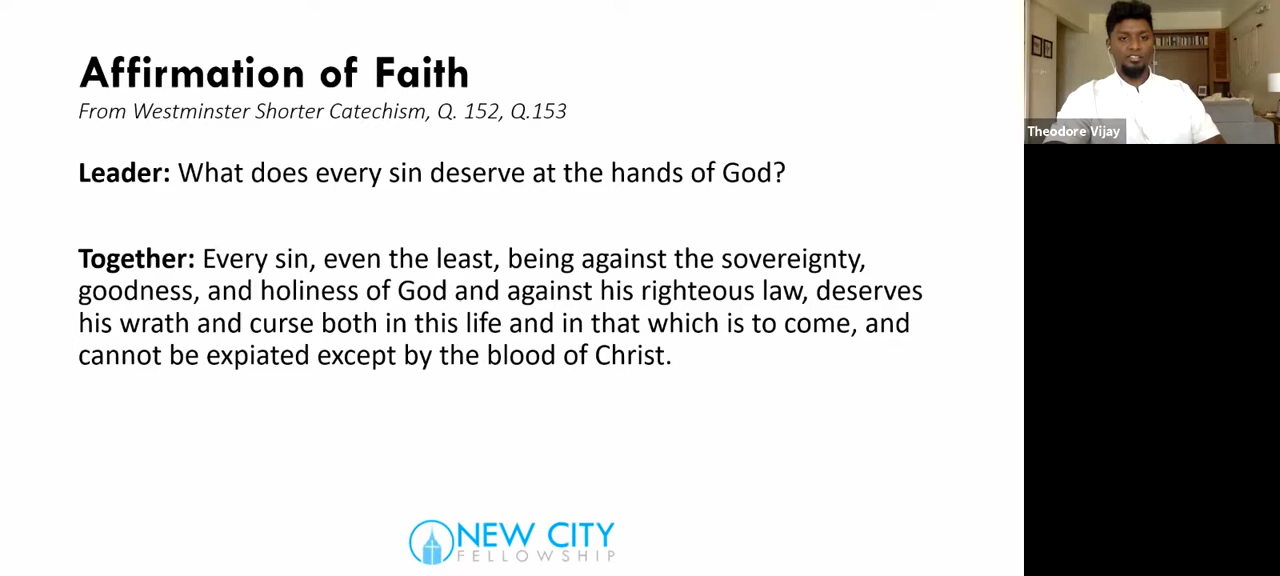 Affirmation of Faith
From Westminster Shorter Catechism, Q. 152, Q.153
Leader: What does every sin deserve at the hands of God?
Together: Every sin, even the least, being against the sovereignty,
goodness, and holiness of God and against his righteous law, deserves
his wrath and curse both in this life and in that which is to come, and
cannot be expiated except by the blood of Christ.
NEW CITY
FELLOWSHIP
Theodore Vijay